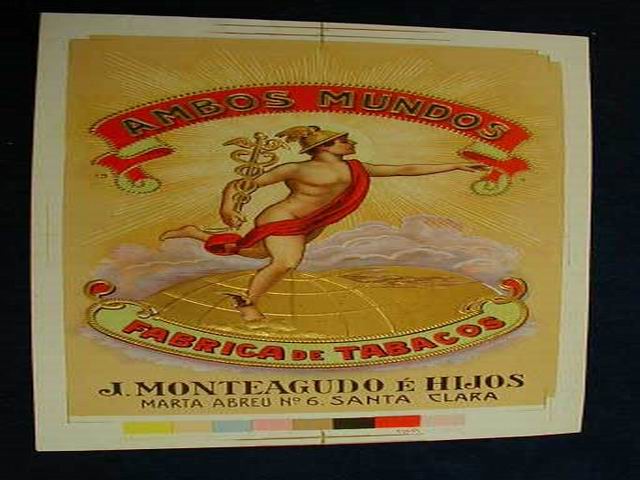 AMBOS MUNDOS
FABRICA DE TABACOS
J. MONTEAGUDO É HIJOS
MARTA ABREU Nº 6. SANTA CLARA